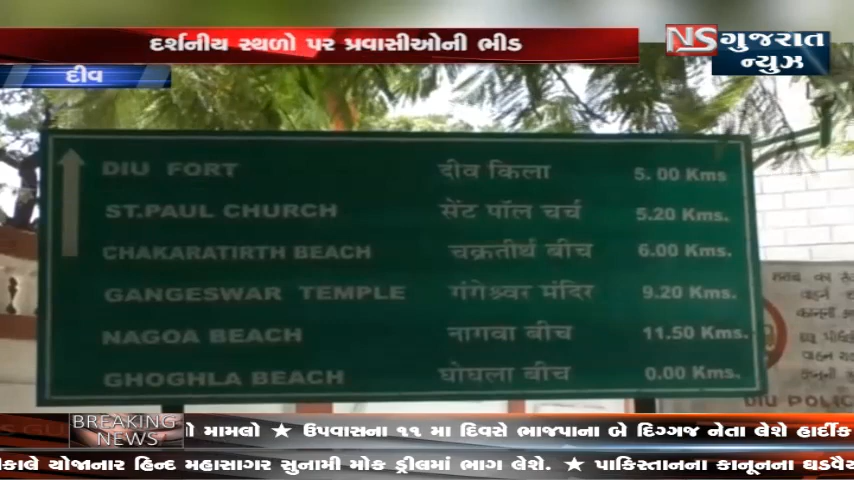 દર્શનીય સ્થળો પર પ્રવાસીઓની ભીડ
NS ગુજરાત ન્યુઝ
દીવ
DIU FORT दीव किला 5.00 Kms
ST.PAUL CHURCH सेंट पॉल चर्च 5.20 Kms.
CHAKARATIRTH BEACH चक्रतीर्थ बीच 6.00 Kms.
GANGESWAR TEMPLE गंगेश्वर मंदिर 9.20 Kms.
NAGOA BEACH नागवा बीच 11.50 Kms.
GHOGHLA BEACH घोघला बीच 0.00 Kms.
DIU POLIC
BREAKING NEWS
ો મામલો ★ ઉપવાસના ૧૧ મા દિવસે ભાજપાના બે દિગ્ગજ નેતા લેશે હાર્દીક
કાલે યોજાનાર હિન્દ મહાસાગર સુનામી મોક ડ્રીલમાં ભાગ લેશે. ★ પાકિસ્તાનના કાનૂનના ઘડવૈય